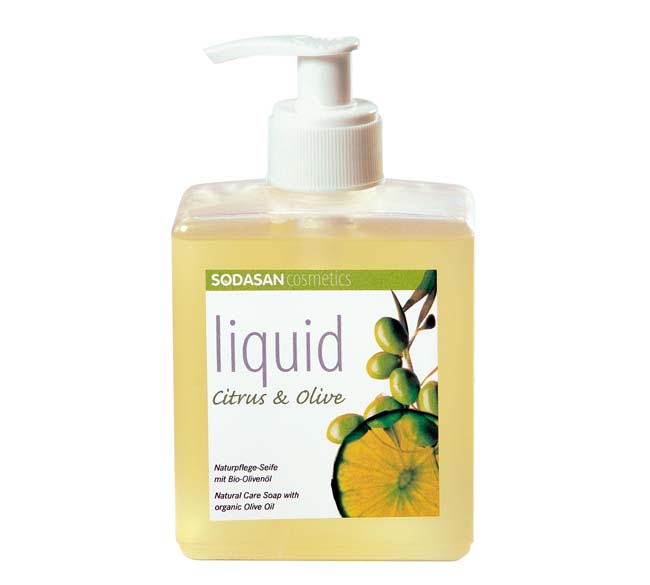 SODASAN cosmetics
liquid
Citrus & Olive
Naturpflege-Seife
mit Bio-Olivenöl
Natural Care Soap with
organic Olive Oil